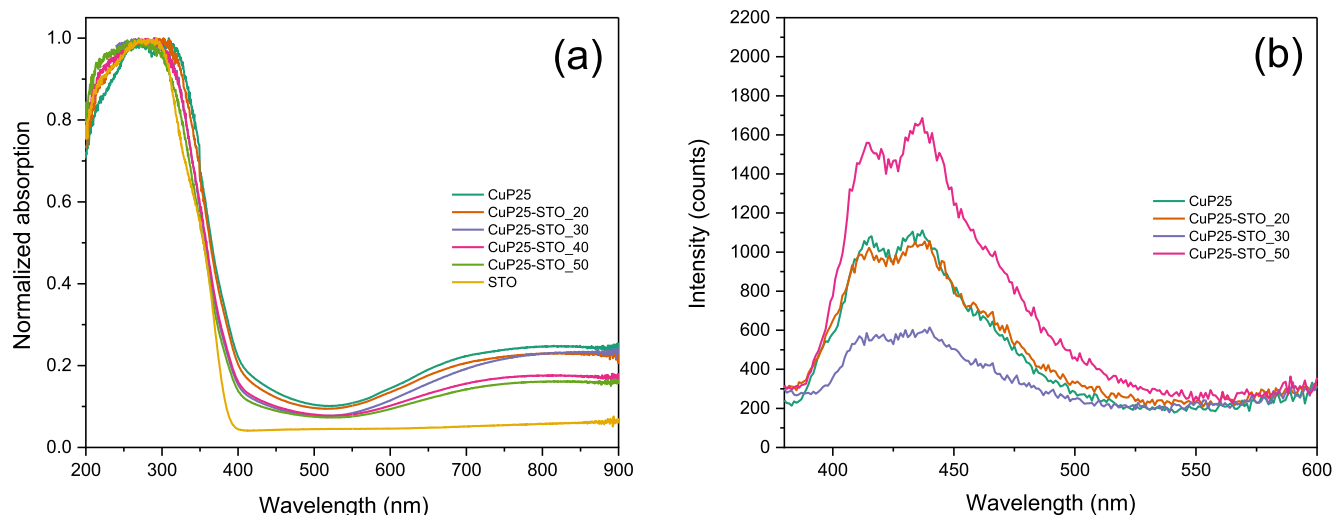 (a)
Normalized absorption
1.0
0.8
0.6
0.4
0.2
0.0
CuP25
CuP25-STO_20
CuP25-STO_30
CuP25-STO_40
CuP25-STO_50
STO
200 300 400 500 600 700 800 900
Wavelength (nm)
(b)
Intensity (counts)
2200
2000
1800
1600
1400
1200
1000
800
600
400
200
0
CuP25
CuP25-STO_20
CuP25-STO_30
CuP25-STO_50
400 450 500 550 600
Wavelength (nm)